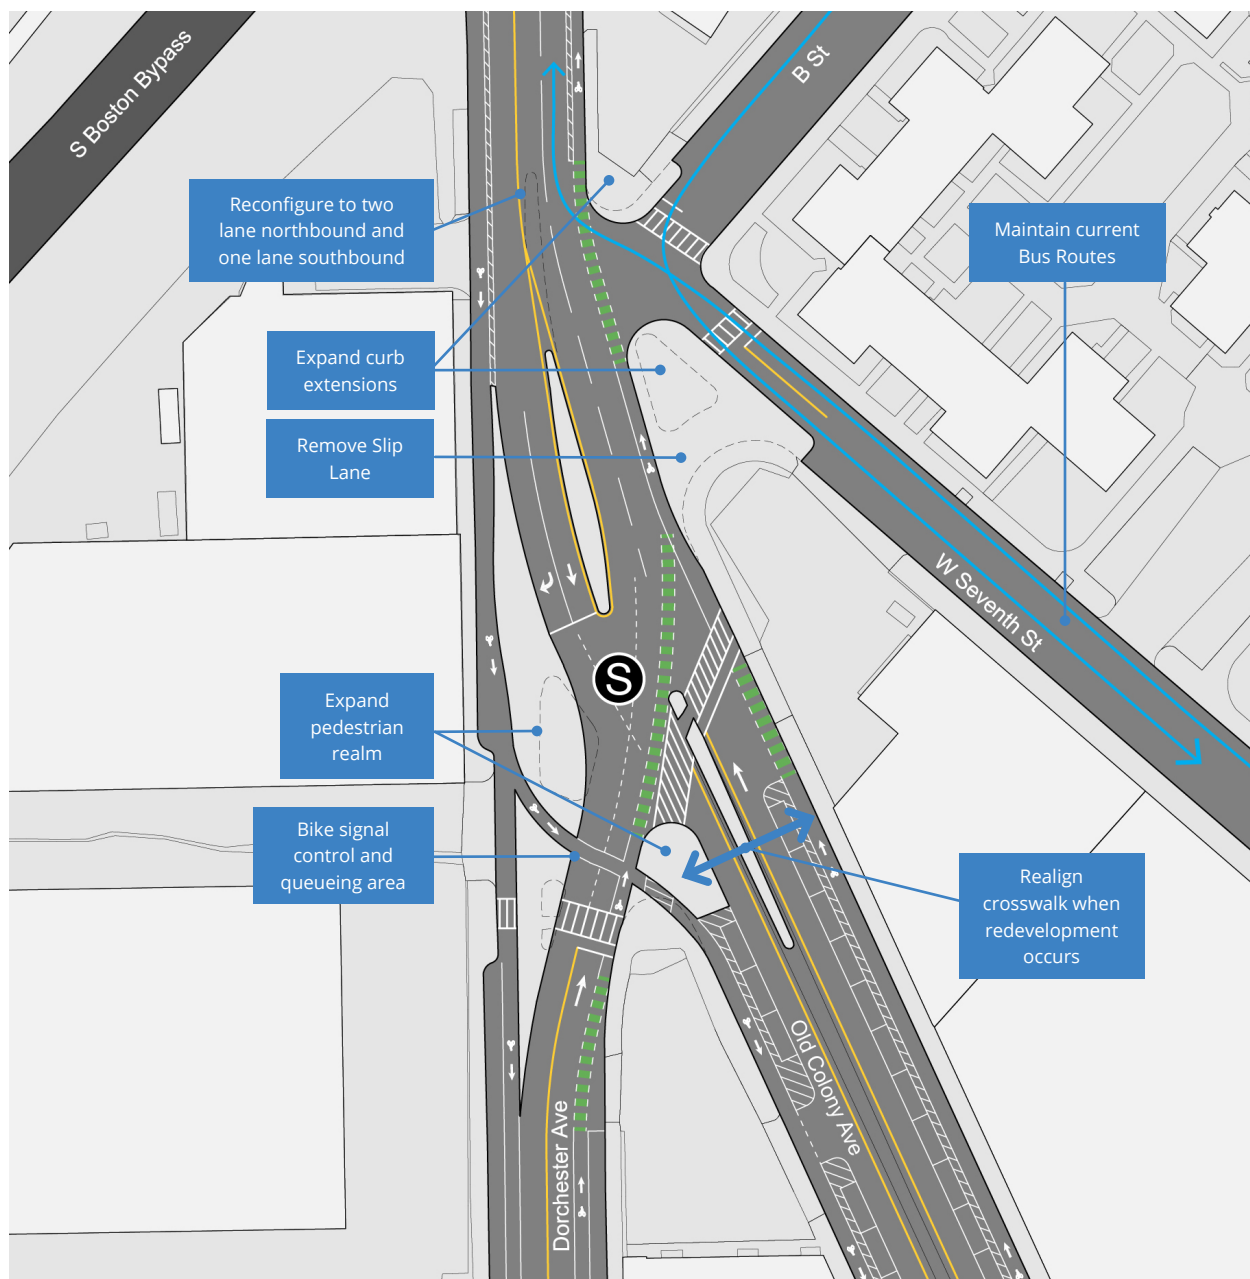 S Boston Bypass
B St
Reconfigure to two
lane northbound and
one lane southbound
Maintain current
Bus Routes
Expand curb
extensions
Remove Slip
Lane
W Seventh St
S
Expand
pedestrian
realm
Bike signal
control and
queueing area
Realign
crosswalk when
redevelopment
occurs
Old Colony Ave
Dorchester Ave